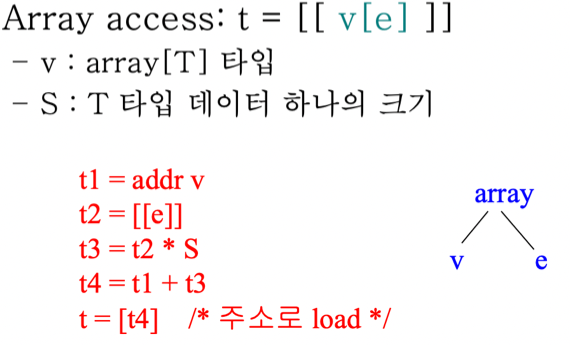 Array access: t = [[ v[e] ]]
- v : array[T] 타입
- S : T 타입 데이터 하나의 크기
t1 = addr v
t2 = [[e]]
t3 = t2 * S
t4 = t1 + t3
t = [t4] /* 주소로 load */
array
v e